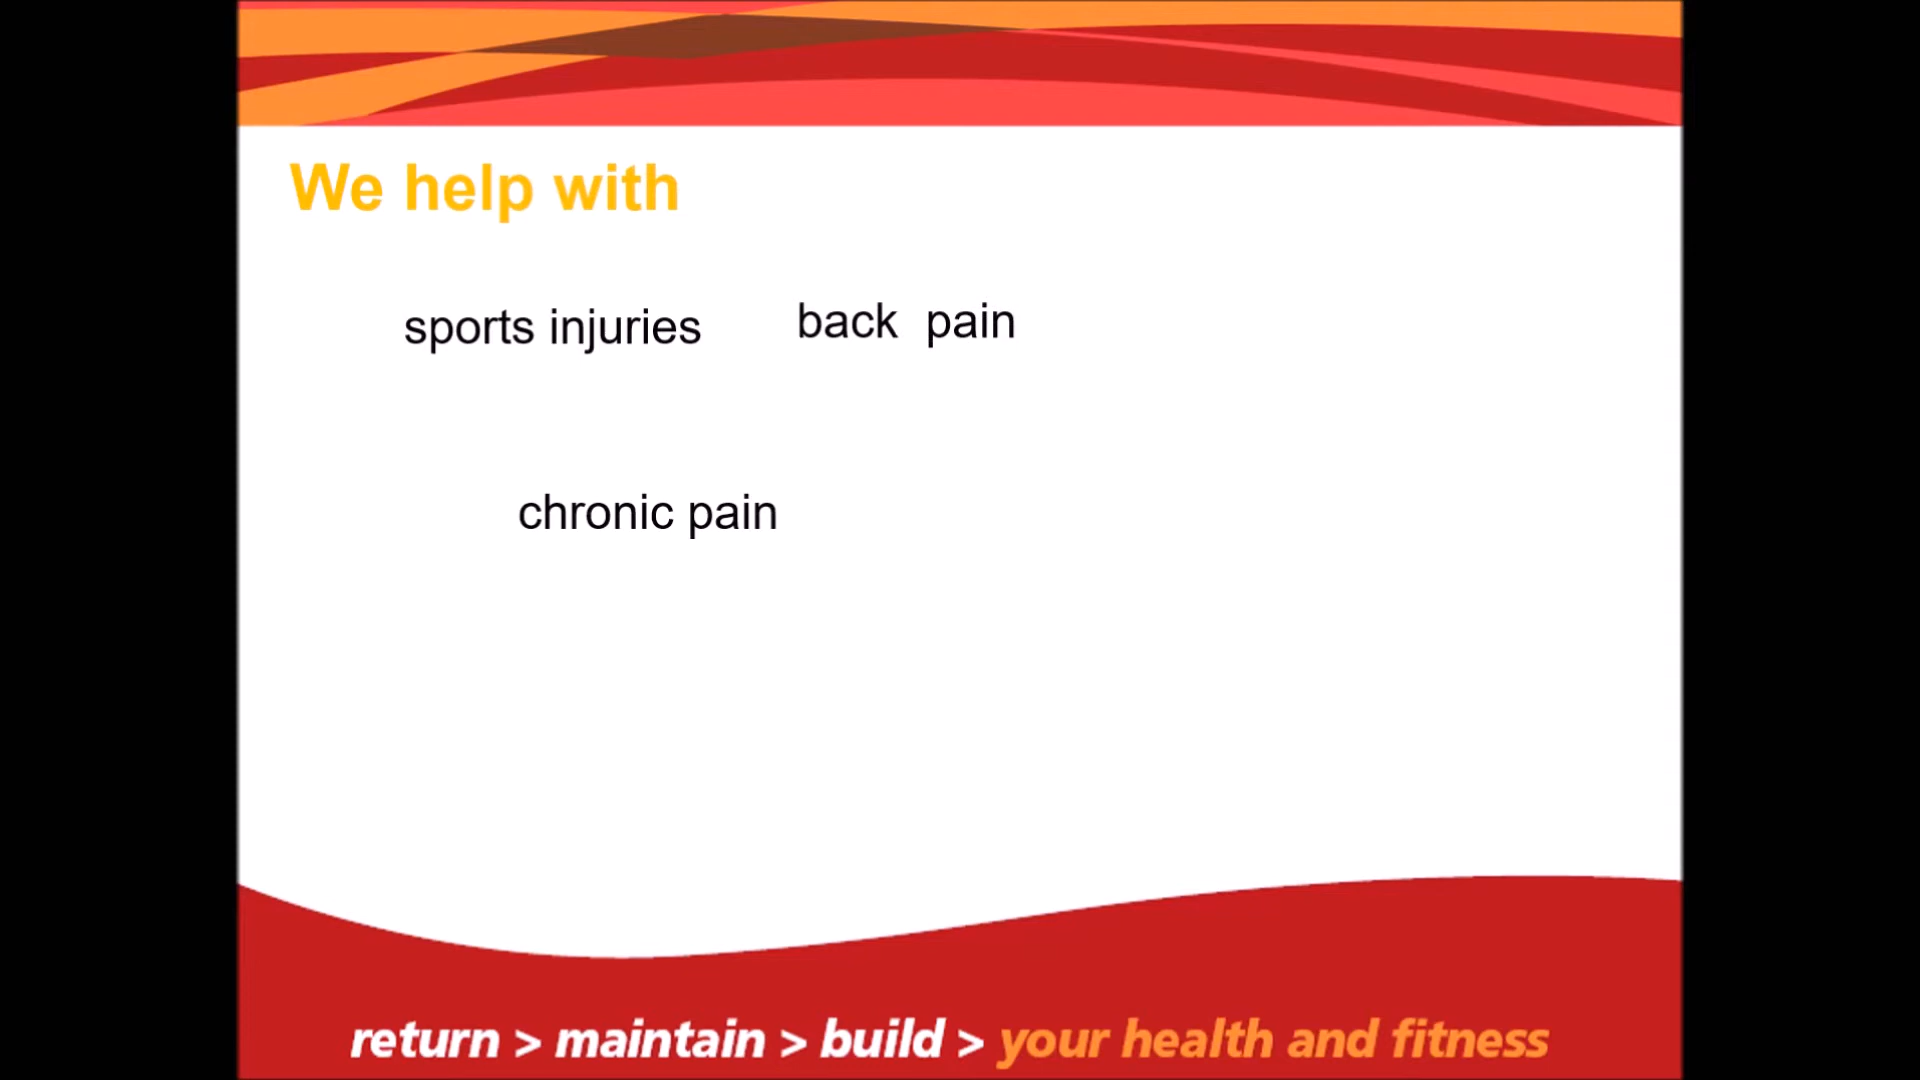 We help with
sports injuries
back  pain
chronic pain
return > maintain > build > your health and fitness